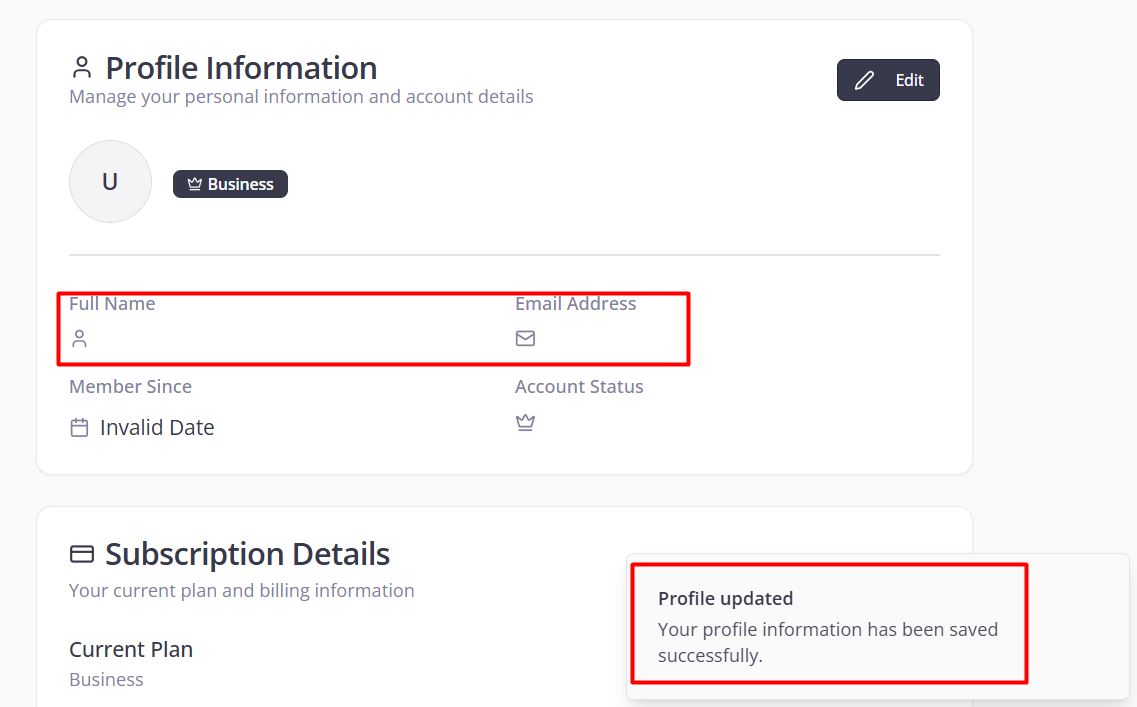 Profile Information
Manage your personal information and account details
Edit
U
Business
Full Name
Email Address
Member Since
Account Status
Invalid Date
Subscription Details
Your current plan and billing information
Current Plan
Business
Profile updated
Your profile information has been saved
successfully.